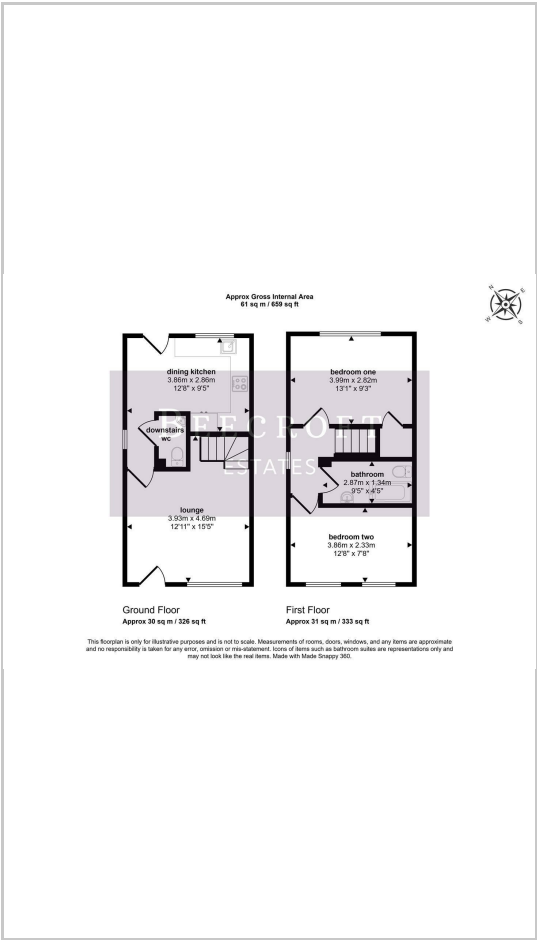 Approx Gross Internal Area
61 sq m / 659 sq ft
N
E
S
W
dining kitchen
3.86m x 2.86m
12'8" x 9'5"
downstairs
wc
lounge
3.93m x 4.69m
12'11" x 15'5"
bedroom one
3.99m x 2.82m
13'1" x 9'3"
bathroom
2.87m x 1.34m
9'5" x 4'5"
bedroom two
3.86m x 2.33m
12'8" x 7'8"
BEECROFT
ESTATES
Ground Floor
Approx 30 sq m / 326 sq ft
First Floor
Approx 31 sq m / 333 sq ft
This floorplan is only for illustrative purposes and is not to scale. Measurements of rooms, doors, windows, and any items are approximate
and no responsibility is taken for any error, omission or mis-statement. Icons of items such as bathroom suites are representations only and
may not look like the real items. Made with Made Snappy 360.